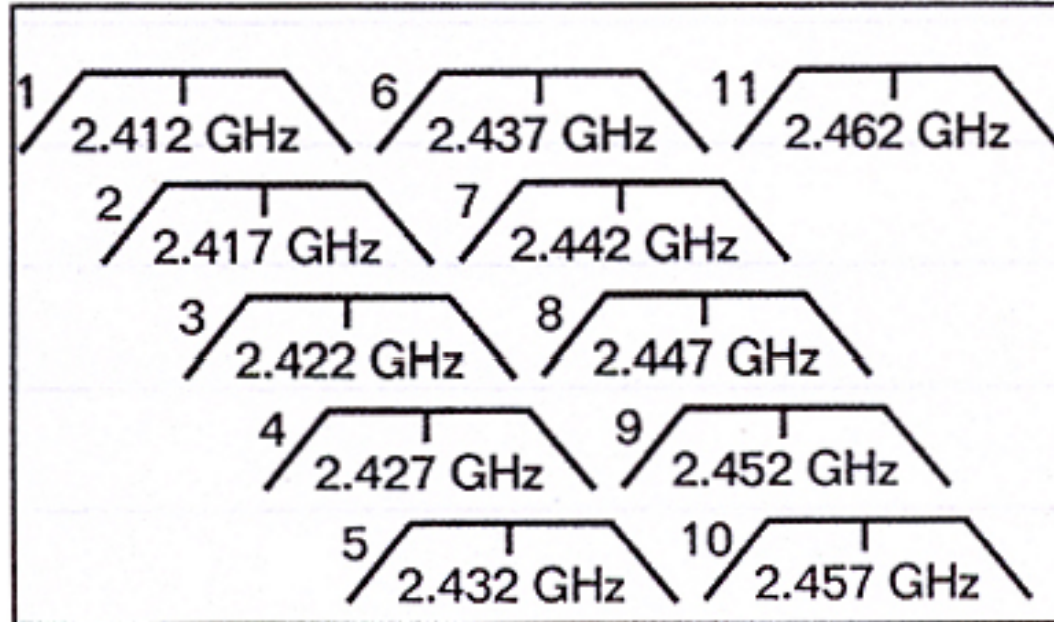 1 2.412 GHz 6 2.437 GHz 11 2.462 GHz
2 2.417 GHz 7 2.442 GHz
3 2.422 GHz 8 2.447 GHz
4 2.427 GHz 9 2.452 GHz
5 2.432 GHz 10 2.457 GHz